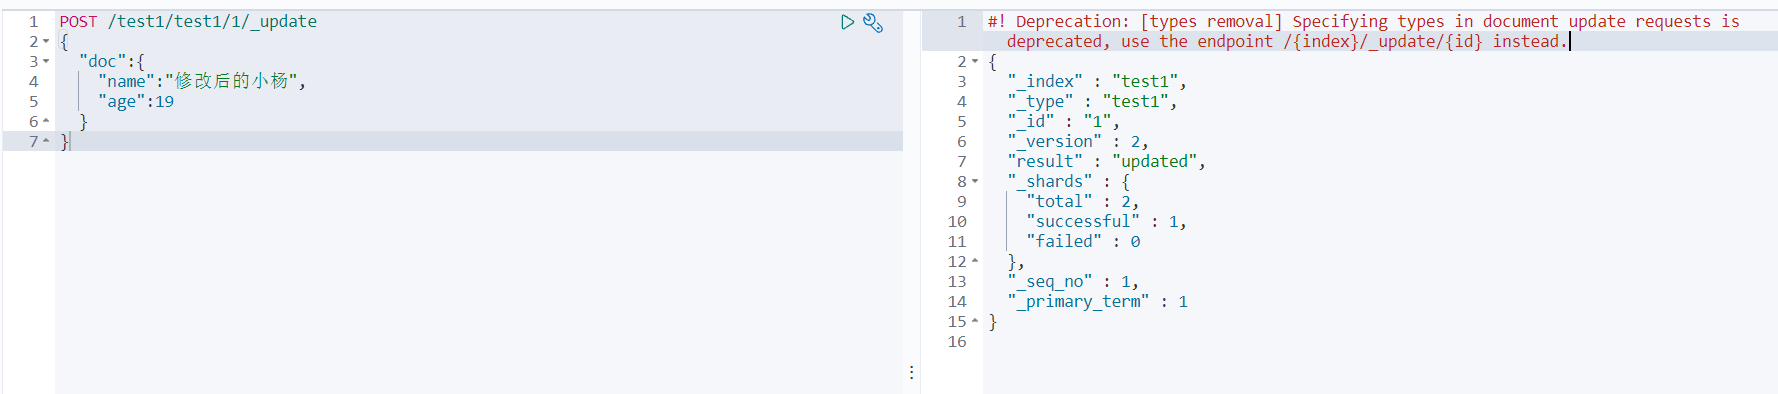 1 POST /test1/test1/1/_update
2 {
3 "doc":{
4 "name":"修改后的小杨",
5 "age":19
6 }
7 }
1 #! Deprecation: [types removal] Specifying types in document update requests is
deprecated, use the endpoint /{index}/_update/{id} instead.
2 {
3 "_index" : "test1",
4 "_type" : "test1",
5 "_id" : "1",
6 "_version" : 2,
7 "result" : "updated",
8 "_shards" : {
9 "total" : 2,
10 "successful" : 1,
11 "failed" : 0
12 },
13 "_seq_no" : 1,
14 "_primary_term" : 1
15 }
16